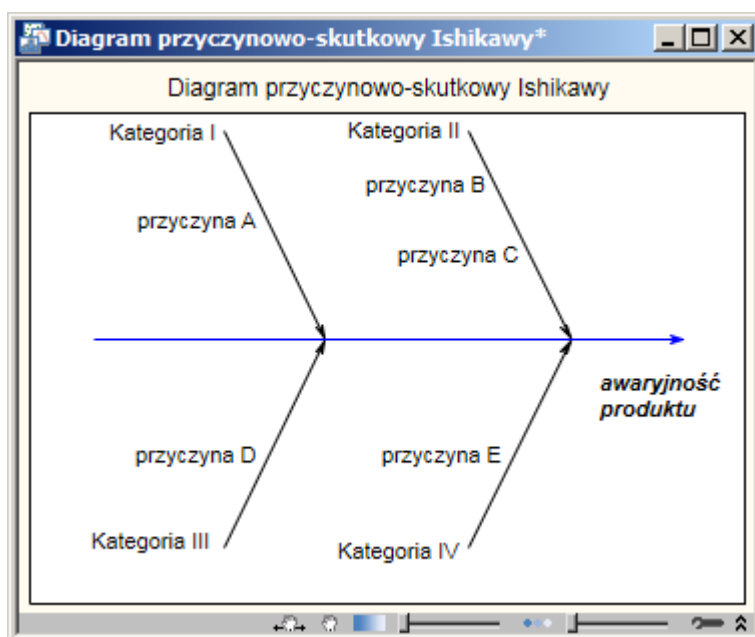 Diagram przyczynowo-skutkowy Ishikawy*
Diagram przyczynowo-skutkowy Ishikawy
Kategoria I
Kategoria II
przyczyna B
przyczyna A
przyczyna C
awaryjność
produktu
przyczyna D
przyczyna E
Kategoria III
Kategoria IV